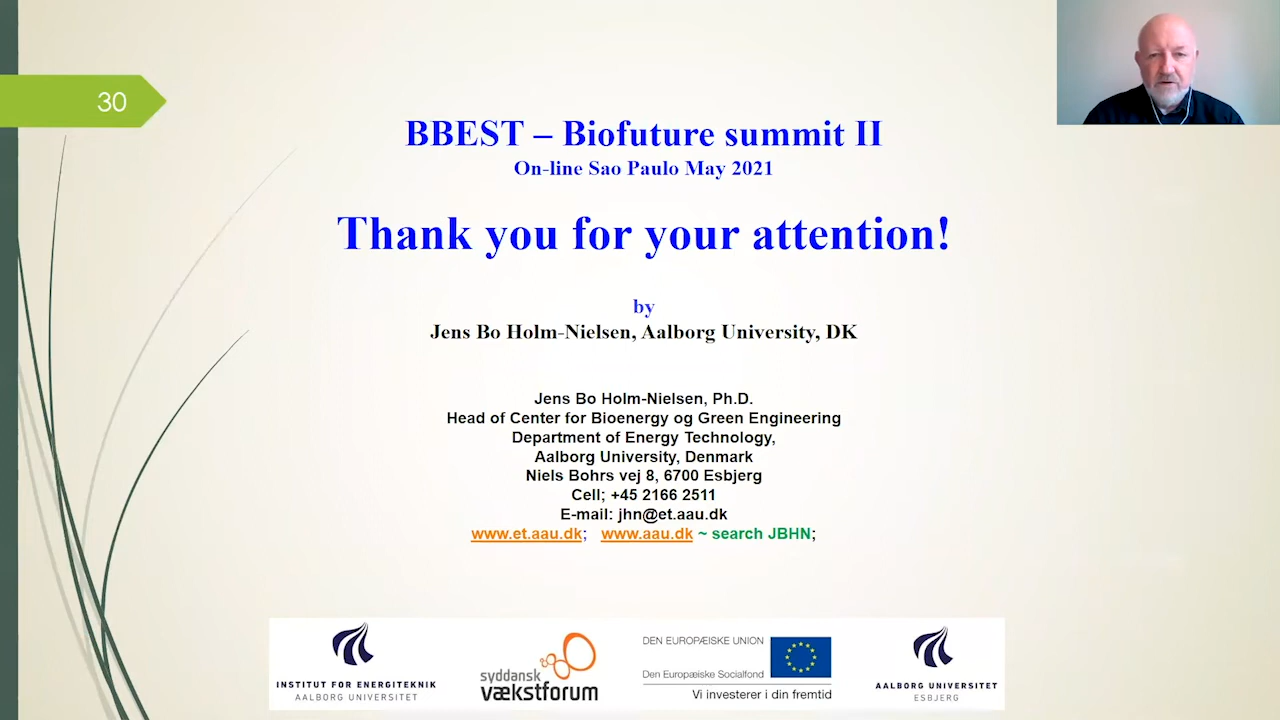 30
BBEST – Biofuture summit II
On-line Sao Paulo May 2021
Thank you for your attention!
by
Jens Bo Holm-Nielsen, Aalborg University, DK
Jens Bo Holm-Nielsen, Ph.D.
Head of Center for Bioenergy og Green Engineering
Department of Energy Technology,
Aalborg University, Denmark
Niels Bohrs vej 8, 6700 Esbjerg
Cell; +45 2166 2511
E-mail: jhn@et.aau.dk
www.et.aau.dk; www.aau.dk ~ search JBHN;
INSTITUT FOR ENERGITEKNIK
AALBORG UNIVERSITET
syddansk
vækstforum
DEN EUROPÆISKE UNION
Den Europæiske Socialfond
Vi investerer i din fremtid
AALBORG UNIVERSITET
ESBJERG